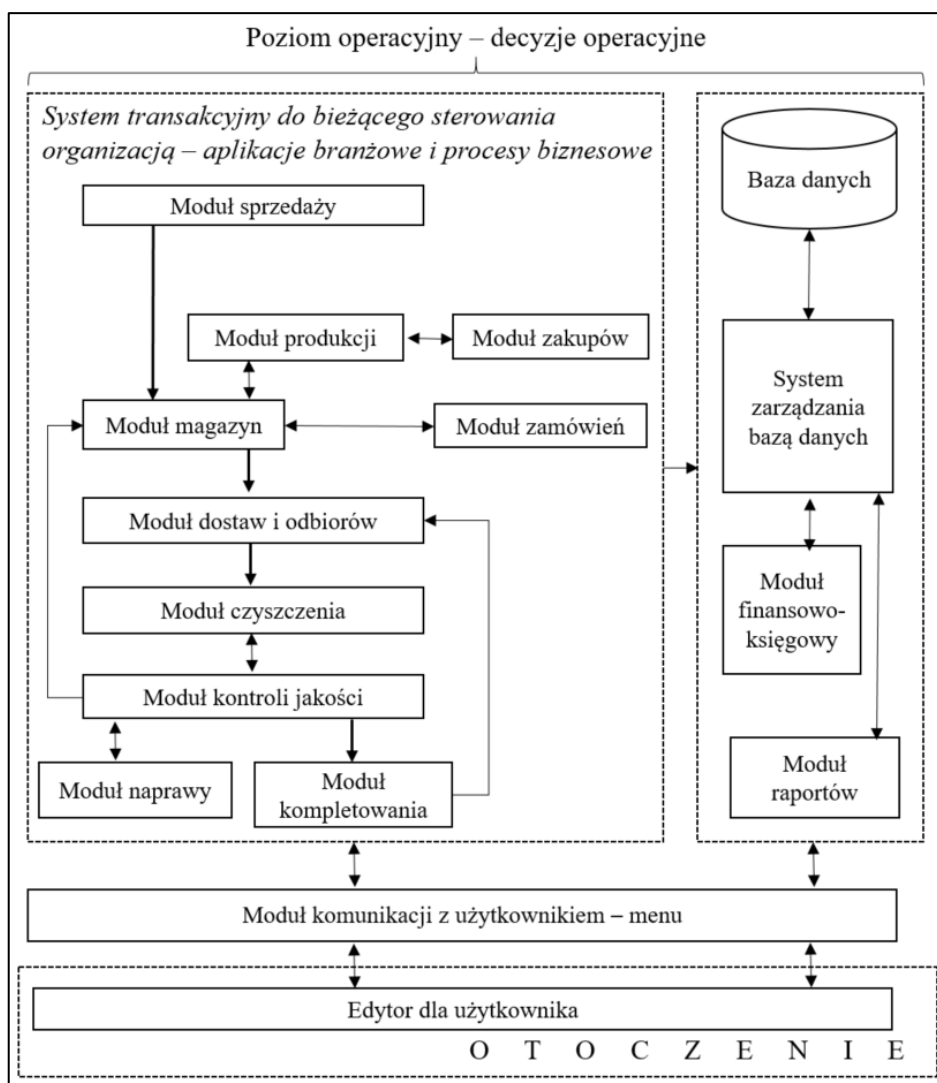 Poziom operacyjny – decyzje operacyjne
System transakcyjny do bieżącego sterowania
organizacją – aplikacje branżowe i procesy biznesowe
Moduł sprzedaży
Moduł produkcji
Moduł zakupów
Moduł magazyn
Moduł zamówień
Moduł dostaw i odbiorów
Moduł czyszczenia
Moduł kontroli jakości
Moduł naprawy
Moduł
kompletowania
Baza danych
System
zarządzania
bazą danych
Moduł
finansowo-
księgowy
Moduł
raportów
Moduł komunikacji z użytkownikiem – menu
Edytor dla użytkownika
O T O C Z E N I E